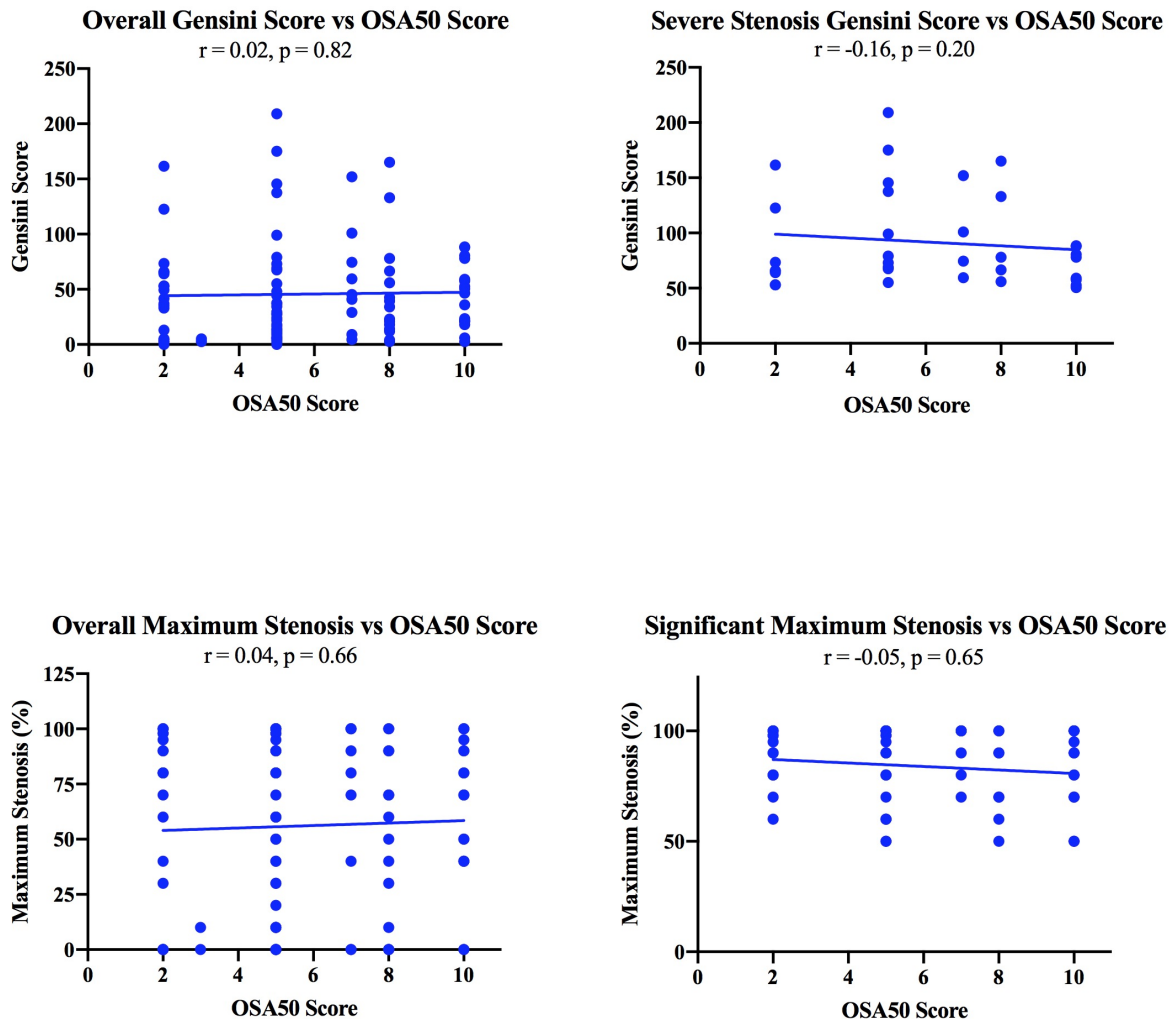 Overall Gensini Score vs OSA50 Score
r = 0.02, p = 0.82
250
200
150
100
50
0
Gensini Score
0 2 4 6 8 10
OSA50 Score
Severe Stenosis Gensini Score vs OSA50 Score
r = -0.16, p = 0.20
250
200
150
100
50
0
Gensini Score
0 2 4 6 8 10
OSA50 Score
Overall Maximum Stenosis vs OSA50 Score
r = 0.04, p = 0.66
125
100
75
50
25
0
Maximum Stenosis (%)
0 2 4 6 8 10
OSA50 Score
Significant Maximum Stenosis vs OSA50 Score
r = -0.05, p = 0.65
100
50
0
Maximum Stenosis (%)
0 2 4 6 8 10
OSA50 Score